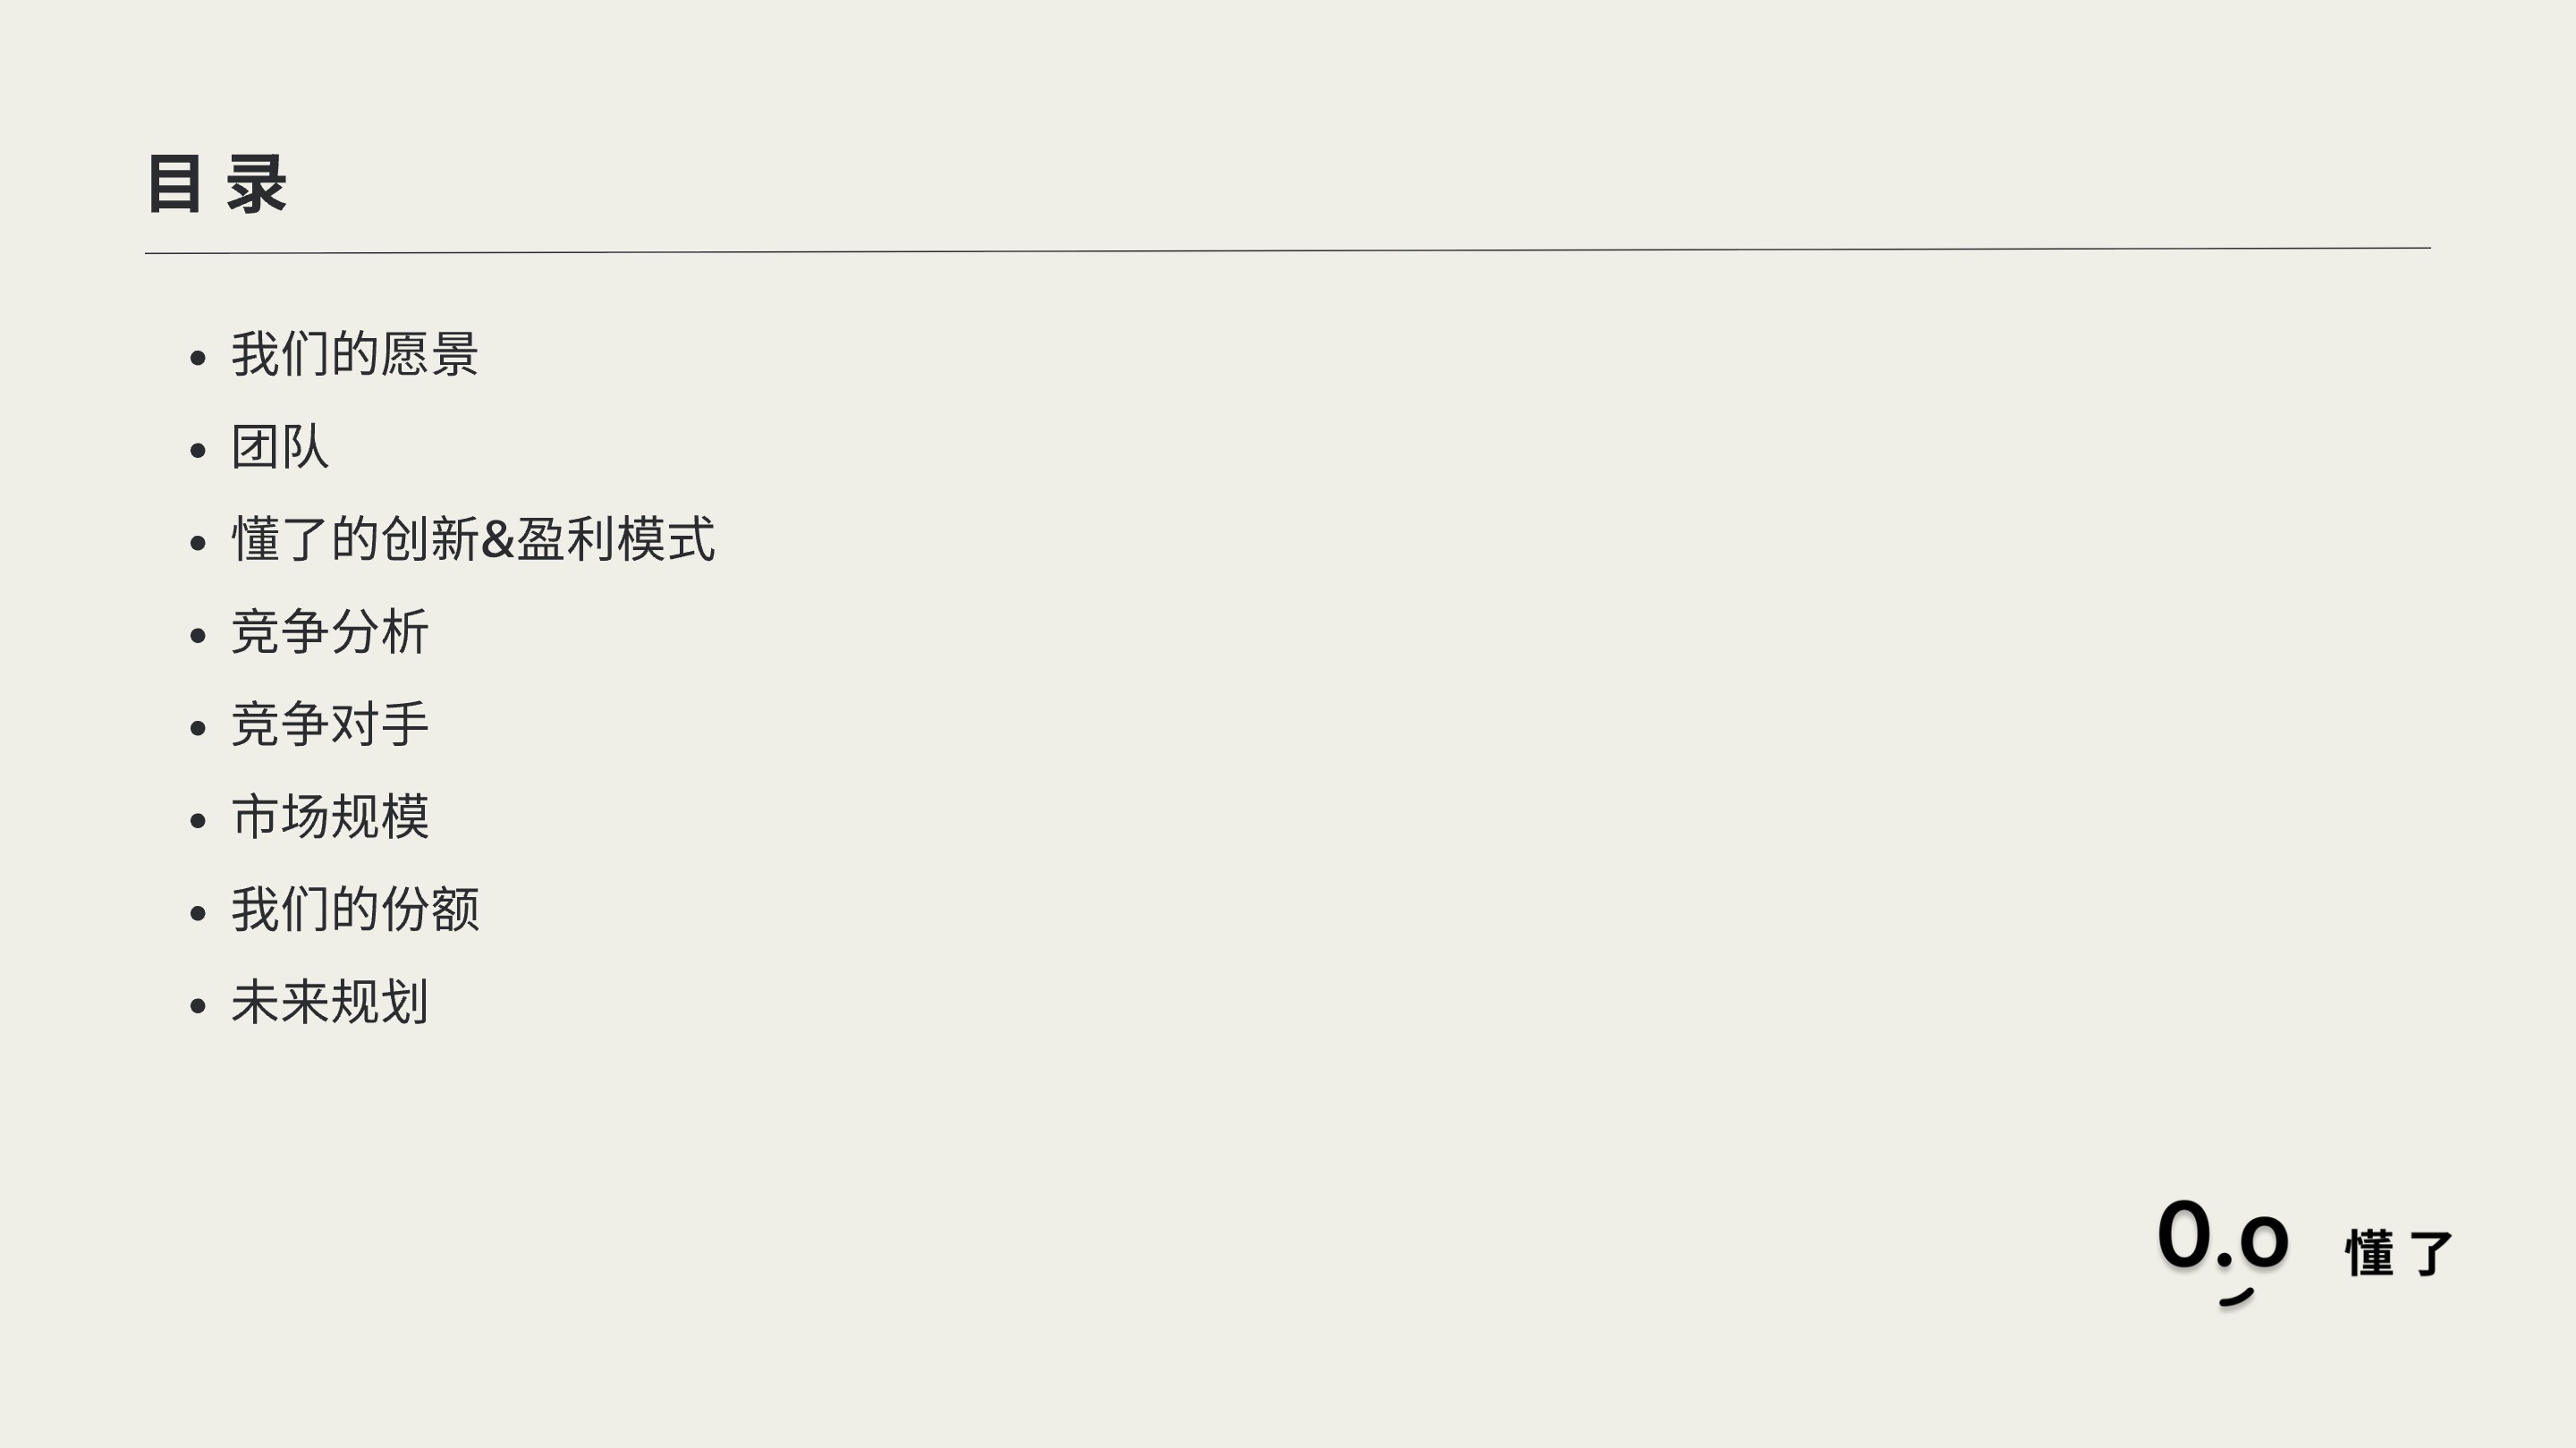 目录
我们的愿景
团队
懂了的创新&盈利模式
竞争分析
竞争对手
市场规模
我们的份额
未来规划
O.o 懂了